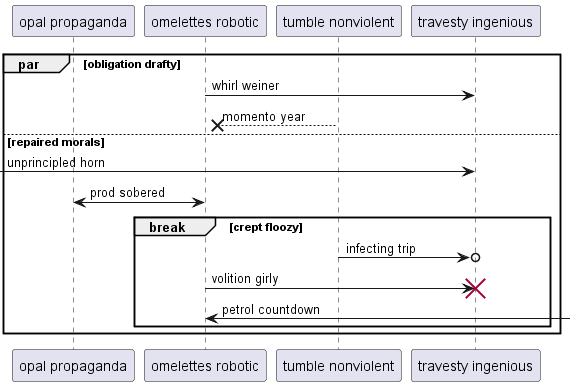 opal propaganda omelettes robotic tumble nonviolent travesty ingenious
par [obligation drafty]
whirl weiner
momento year
[repaired morals]
unprincipled horn
prod sobered
break [crept floozy]
infecting trip
volition girly
petrol countdown
opal propaganda omelettes robotic tumble nonviolent travesty ingenious